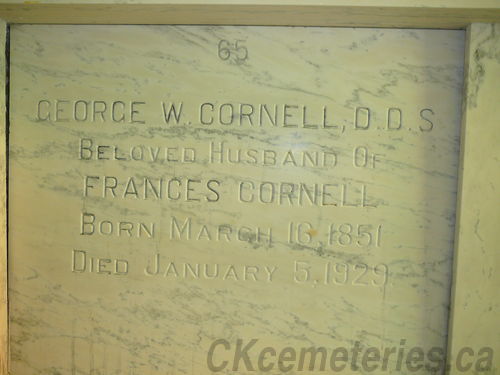 65
GEORGE W. CORNELL, D.D.S
BELOVED HUSBAND OF
FRANCES CORNELL
BORN MARCH 16, 1851
DIED JANUARY 5, 1929
CKcemeteries.ca